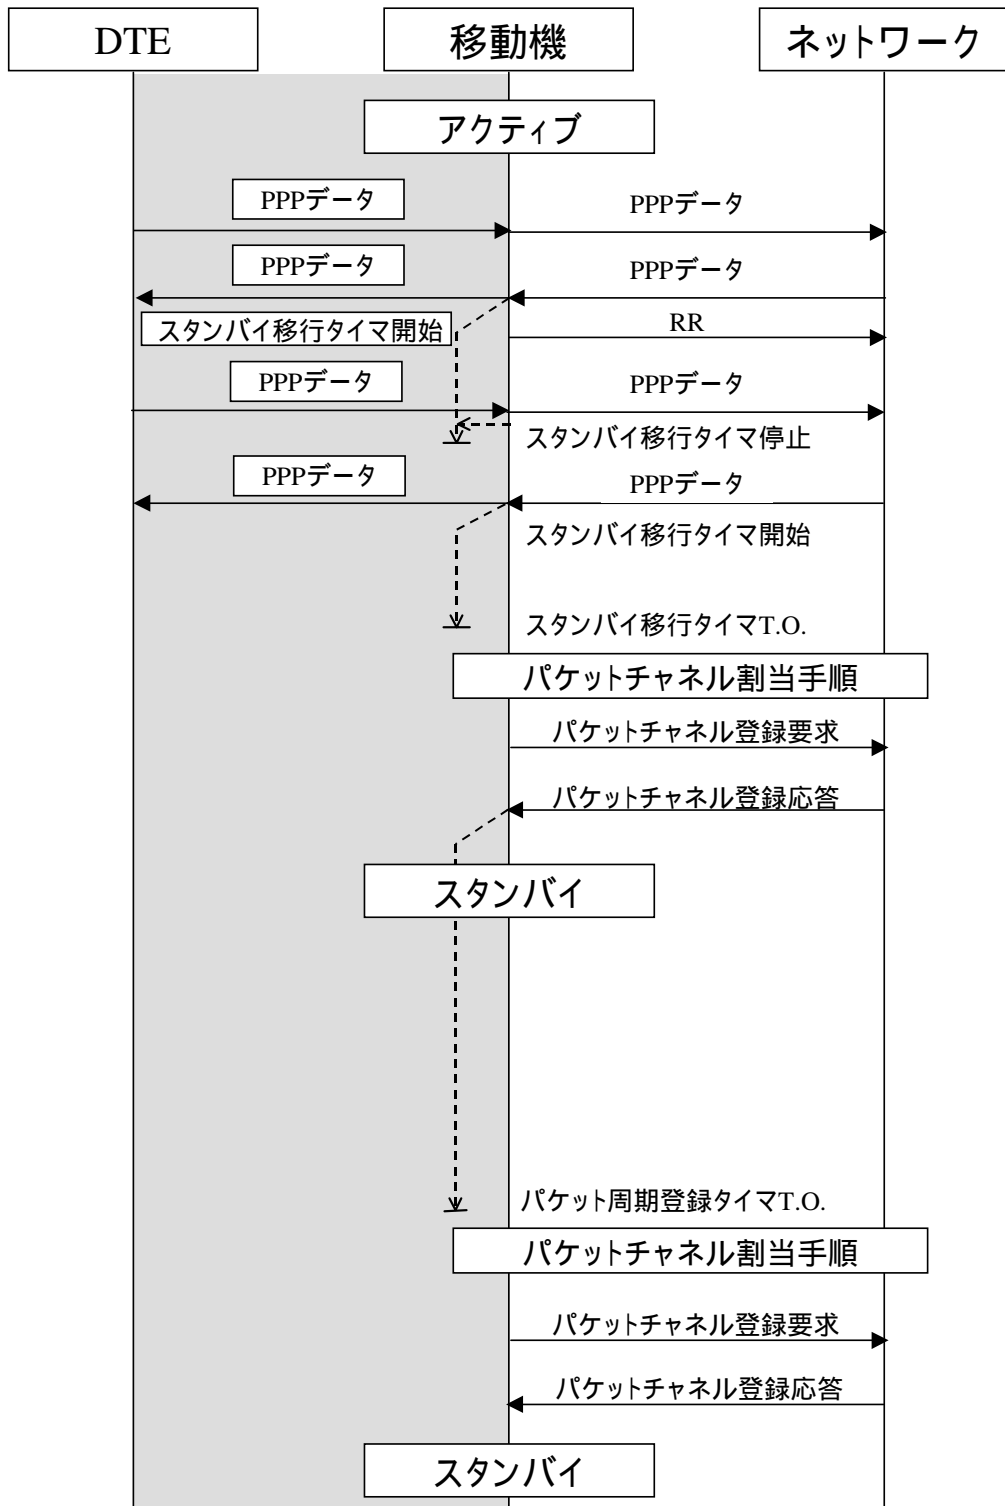 DTE
移動機
ネットワーク
アクティブ
PPPデータ
PPPデータ
PPPデータ
PPPデータ
スタンバイ移行タイマ開始
RR
PPPデータ
PPPデータ
スタンバイ移行タイマ停止
PPPデータ
PPPデータ
スタンバイ移行タイマ開始
スタンバイ移行タイマT.O.
パケットチャネル割当手順
パケットチャネル登録要求
パケットチャネル登録応答
スタンバイ
パケット周期登録タイマT.O.
パケットチャネル割当手順
パケットチャネル登録要求
パケットチャネル登録応答
スタンバイ